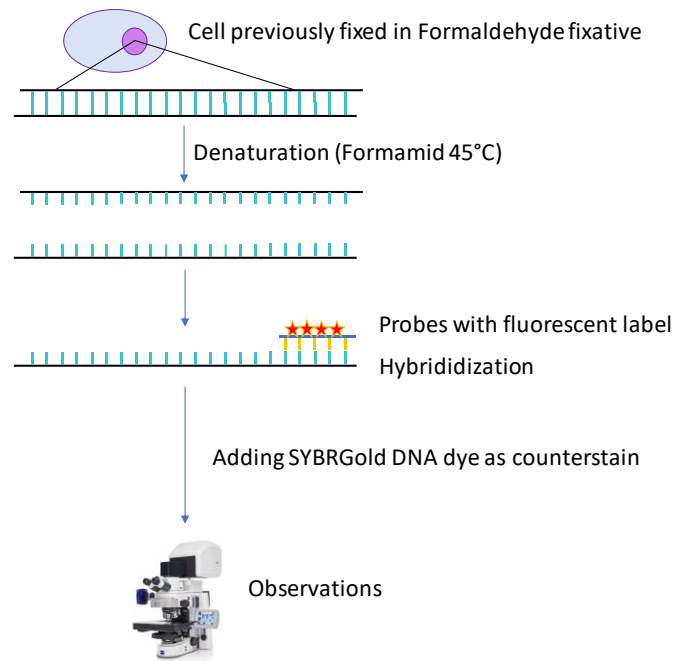 Cell previously fixed in Formaldehyde fixative
Denaturation (Formamid 45°C)
Probes with fluorescent label
Hybrididization
Adding SYBRGold DNA dye as counterstain
Observations